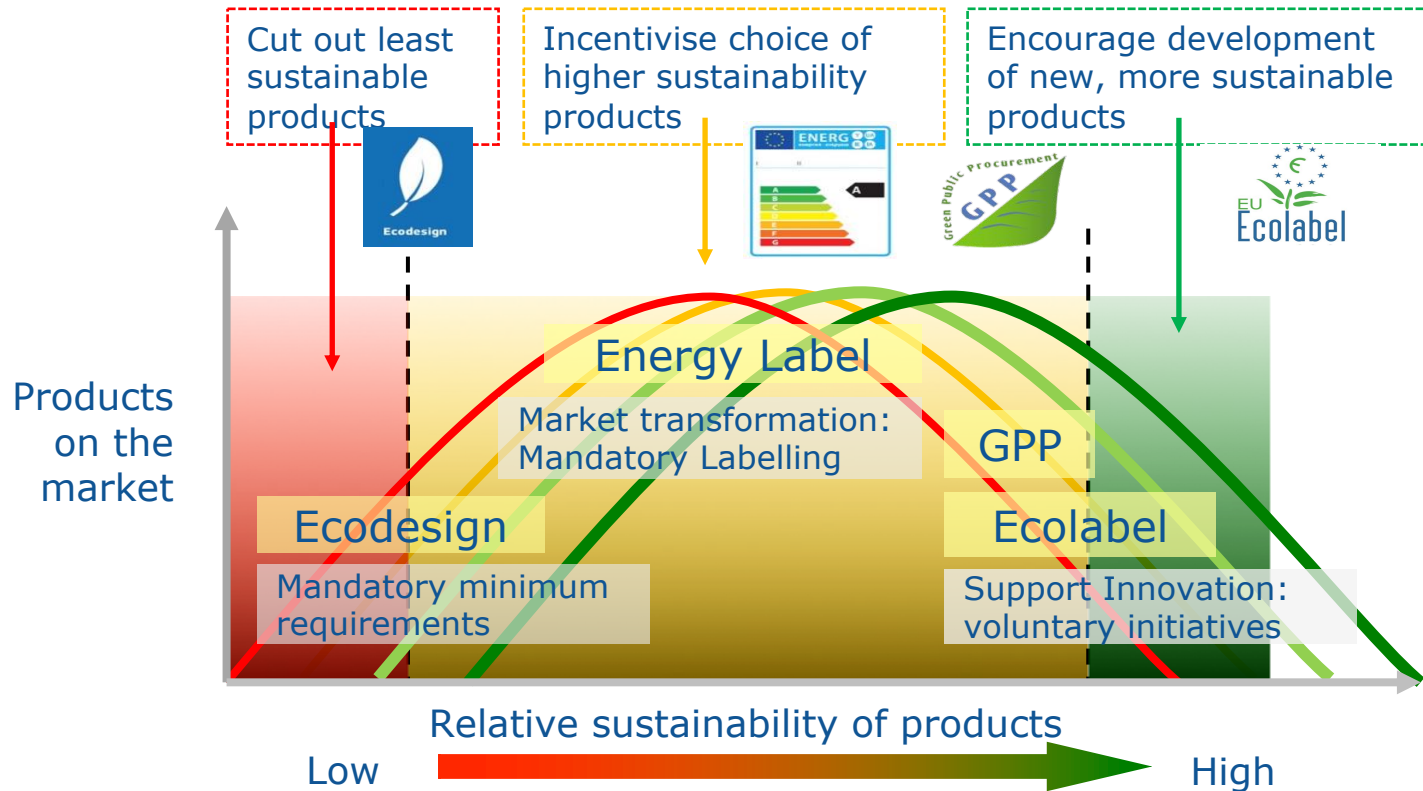 Cut out least
sustainable
products
Incentivise choice of
higher sustainability
products
Encourage development
of new, more sustainable
products
Ecodesign
ENERG
A
B
C
D
E
F
G
A
Green Public Procurement
GPP
EU
Ecolabel
Products
on the
market
Energy Label
Market transformation:
Mandatory Labelling
GPP
Ecodesign
Mandatory minimum
requirements
Ecolabel
Support Innovation:
voluntary initiatives
Relative sustainability of products
Low
High